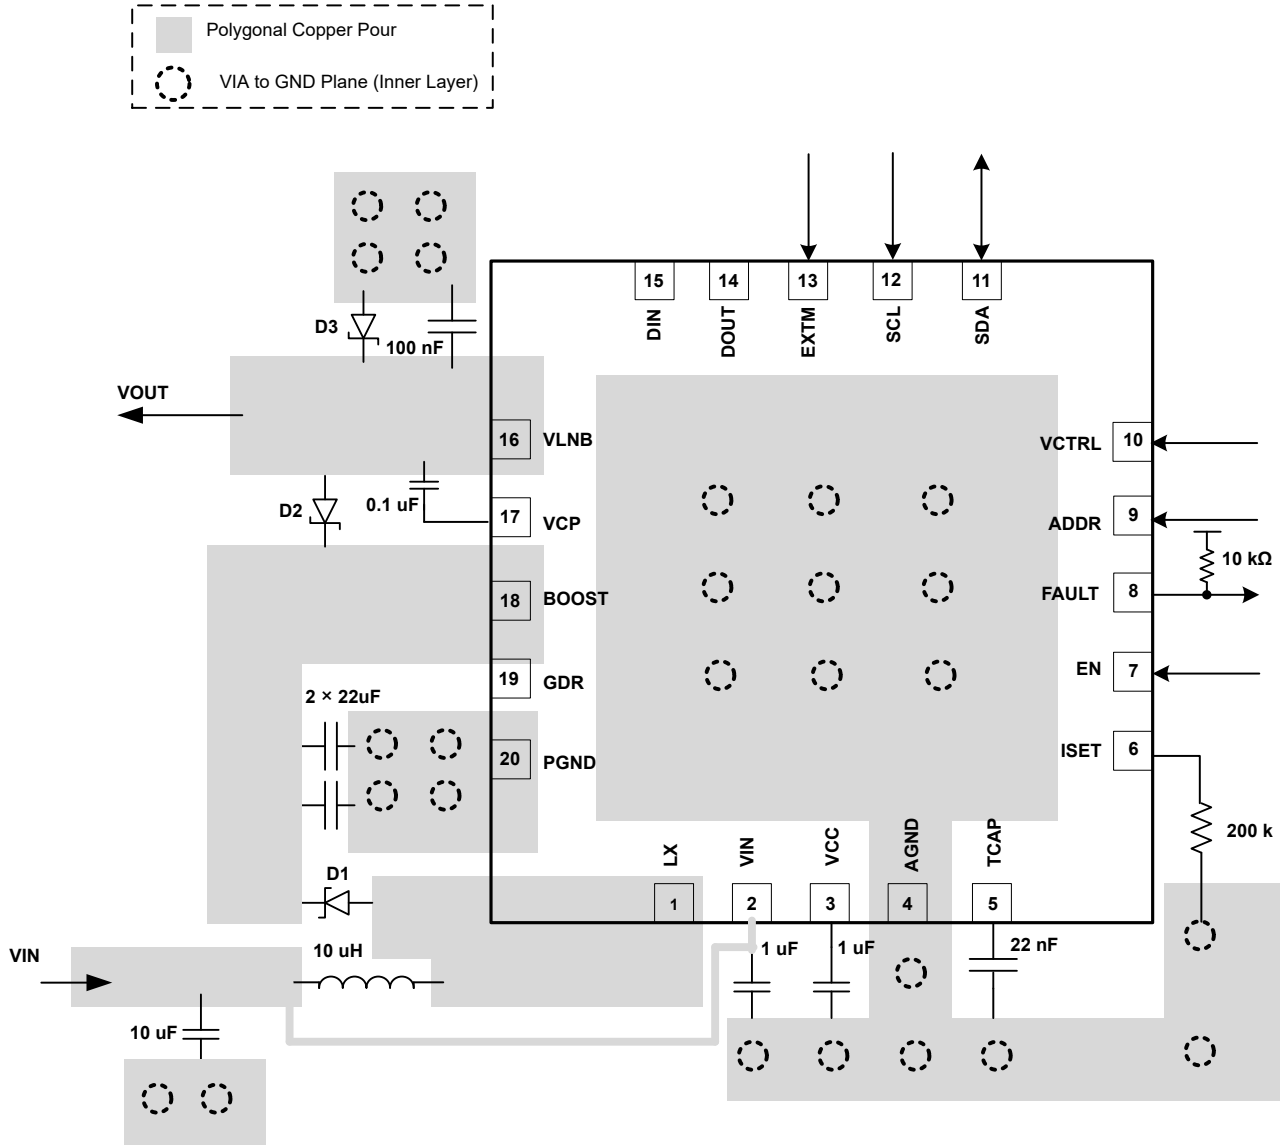 Polygonal Copper Pour
VIA to GND Plane (Inner Layer)
15
14
13
12
11
DIN
DOUT
EXTM
SCL
SDA
D3
100 nF
VOUT
16
VLNB
VCTRL
10
D2
0.1 uF
17
VCP
ADDR
9
10 kΩ
18
BOOST
FAULT
8
19
GDR
EN
7
2 × 22uF
20
PGND
ISET
6
200 k
LX
VIN
VCC
AGND
TCAP
D1
1
2
3
4
5
VIN
10 uH
1 uF
1 uF
22 nF
10 uF